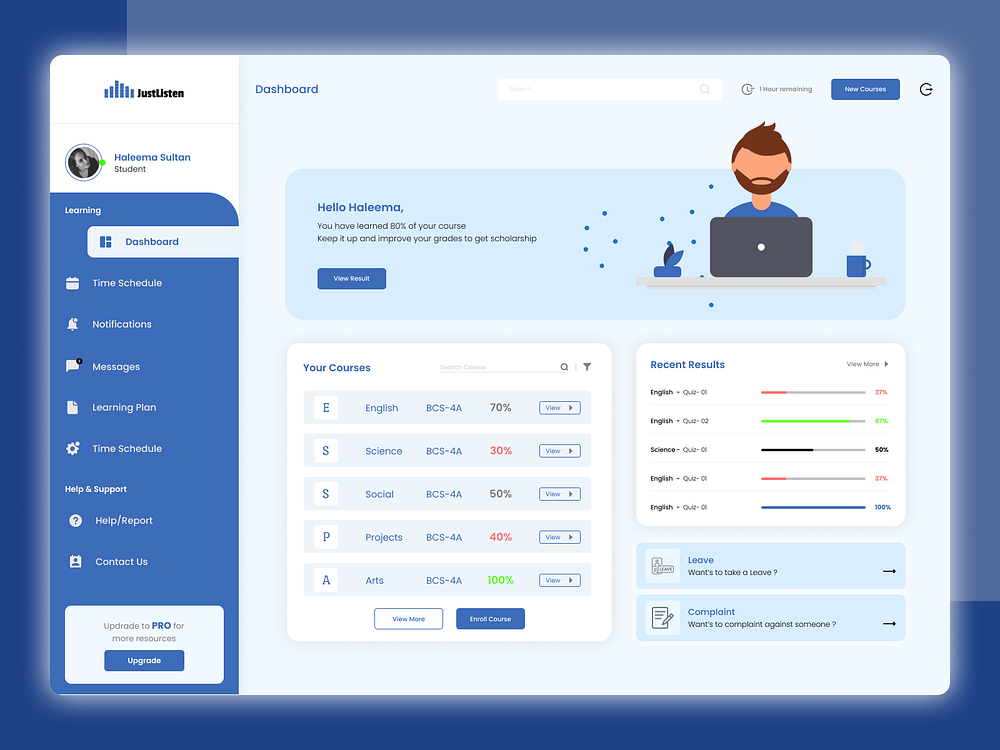 JustListen
Haleema Sultan
Student
Learning
Dashboard
Time Schedule
Notifications
Messages
Learning Plan
Time Schedule
Help & Support
Help/Report
Contact Us
Updrade to PRO for
more resources
Upgrade
Dashboard
Search
1 Hour remaining
New Courses
Hello Haleema,
You have learned 80% of your course
Keep it up and improve your grades to get scholarship
View Result
Your Courses
Search Course
E English BCS-4A 70% View
S Science BCS-4A 30% View
S Social BCS-4A 50% View
P Projects BCS-4A 40% View
A Arts BCS-4A 100% View
View More
Enroll Course
Recent Results
View More
English - Quiz- 01 37%
English - Quiz- 02 87%
Science - Quiz- 01 50%
English - Quiz- 01 37%
English - Quiz- 01 100%
LEAVE
Leave
Want's to take a Leave ?
Complaint
Want's to complaint against someone ?